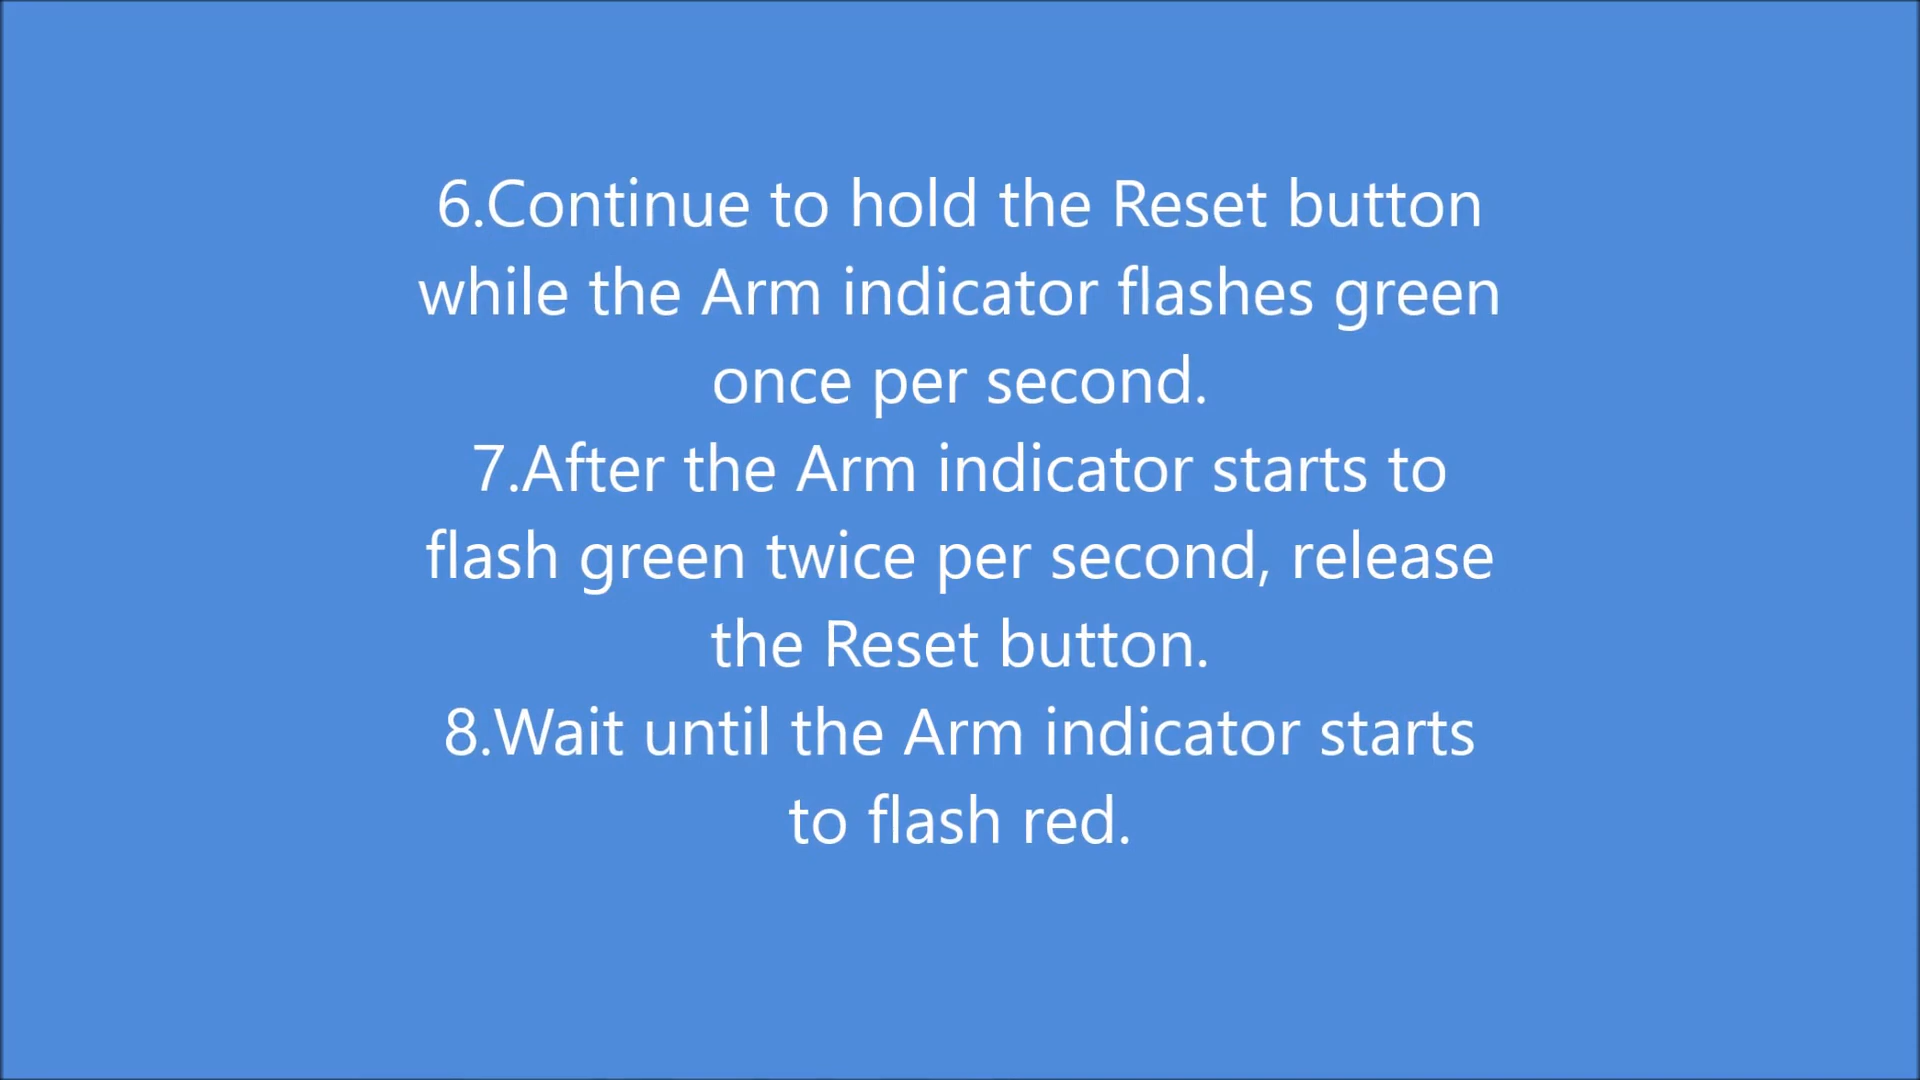 6.Continue to hold the Reset button
while the Arm indicator flashes green
once per second.
7.After the Arm indicator starts to
flash green twice per second, release
the Reset button.
8.Wait until the Arm indicator starts
to flash red.